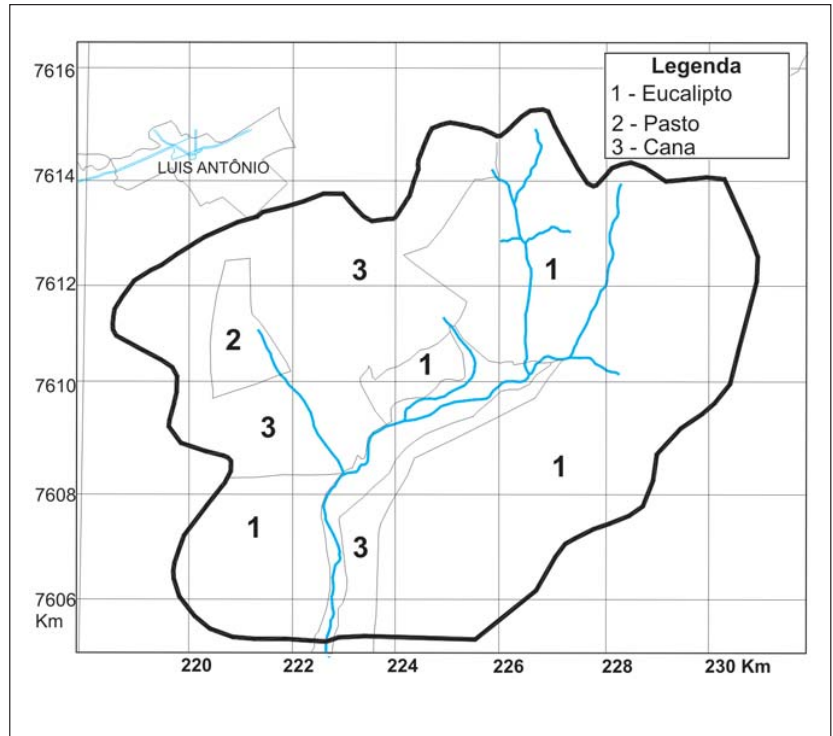 Legenda
1 - Eucalipto
2 - Pasto
3 - Cana
7616
7614
7612
7610
7608
7606
Km
LUIS ANTÔNIO
3
1
2
1
3
1
1
3
220 222 224 226 228 230 Km